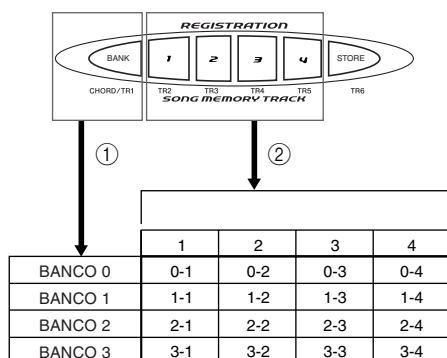 REGISTRATION
BANK 1 2 3 4 STORE
CHORD/TR1 TR2 TR3 TR4 TR5 TR6
SONG MEMORY TRACK
① ②
1 2 3 4
BANCO 0 0-1 0-2 0-3 0-4
BANCO 1 1-1 1-2 1-3 1-4
BANCO 2 2-1 2-2 2-3 2-4
BANCO 3 3-1 3-2 3-3 3-4